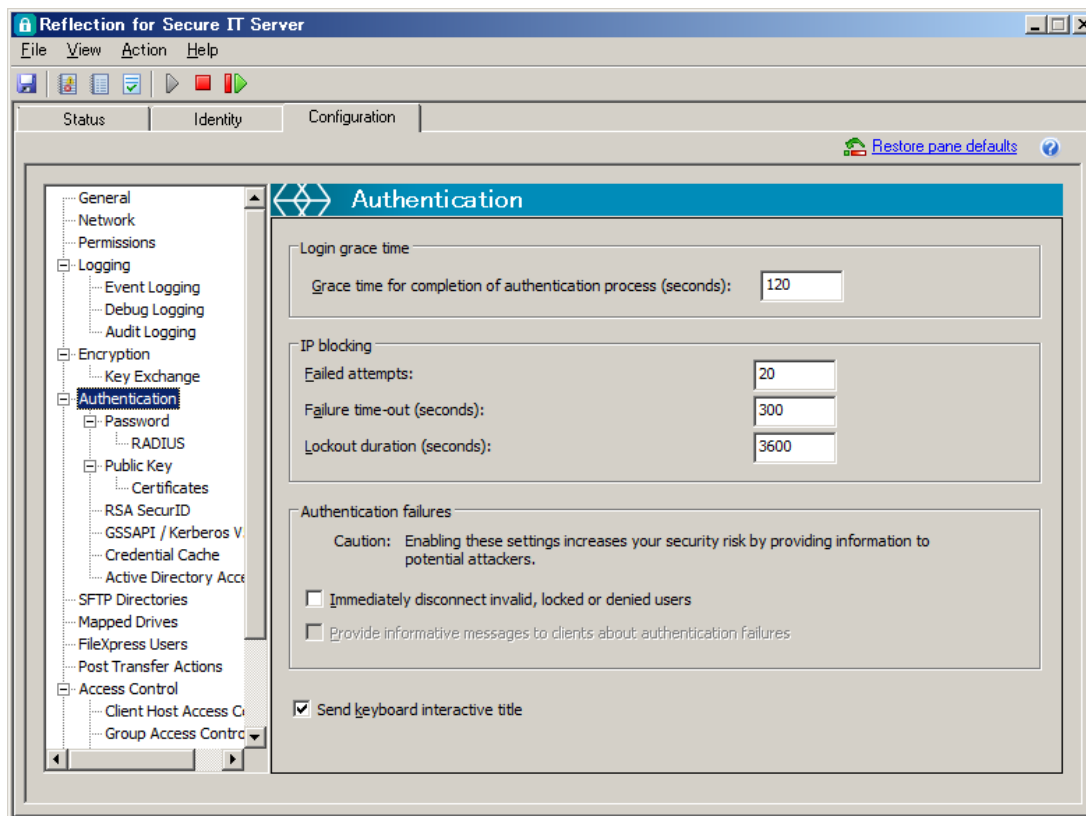 Reflection for Secure IT Server
File View Action Help
Status Identity Configuration
Restore pane defaults
General
Network
Permissions
Logging
Event Logging
Debug Logging
Audit Logging
Encryption
Key Exchange
Authentication
Password
RADIUS
Public Key
Certificates
RSA SecurID
GSSAPI / Kerberos V
Credential Cache
Active Directory Acce
SFTP Directories
Mapped Drives
FileXpress Users
Post Transfer Actions
Access Control
Client Host Access C
Group Access Contro
Authentication
Login grace time
Grace time for completion of authentication process (seconds): 120
IP blocking
Failed attempts: 20
Failure time-out (seconds): 300
Lockout duration (seconds): 3600
Authentication failures
Caution: Enabling these settings increases your security risk by providing information to
potential attackers.
Immediately disconnect invalid, locked or denied users
Provide informative messages to clients about authentication failures
Send keyboard interactive title